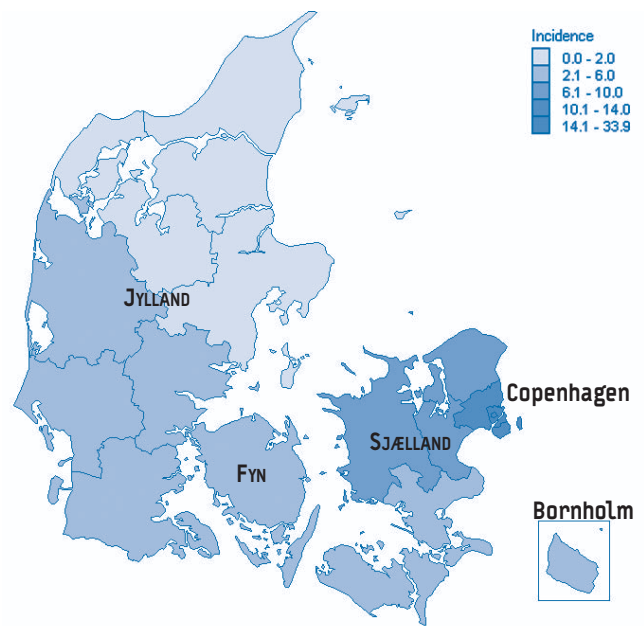 Incidence
0.0 - 2.0
2.1 - 6.0
6.1 - 10.0
10.1 - 14.0
14.1 - 33.9
JYLLAND
Copenhagen
SJÆLLAND
FYN
Bornholm